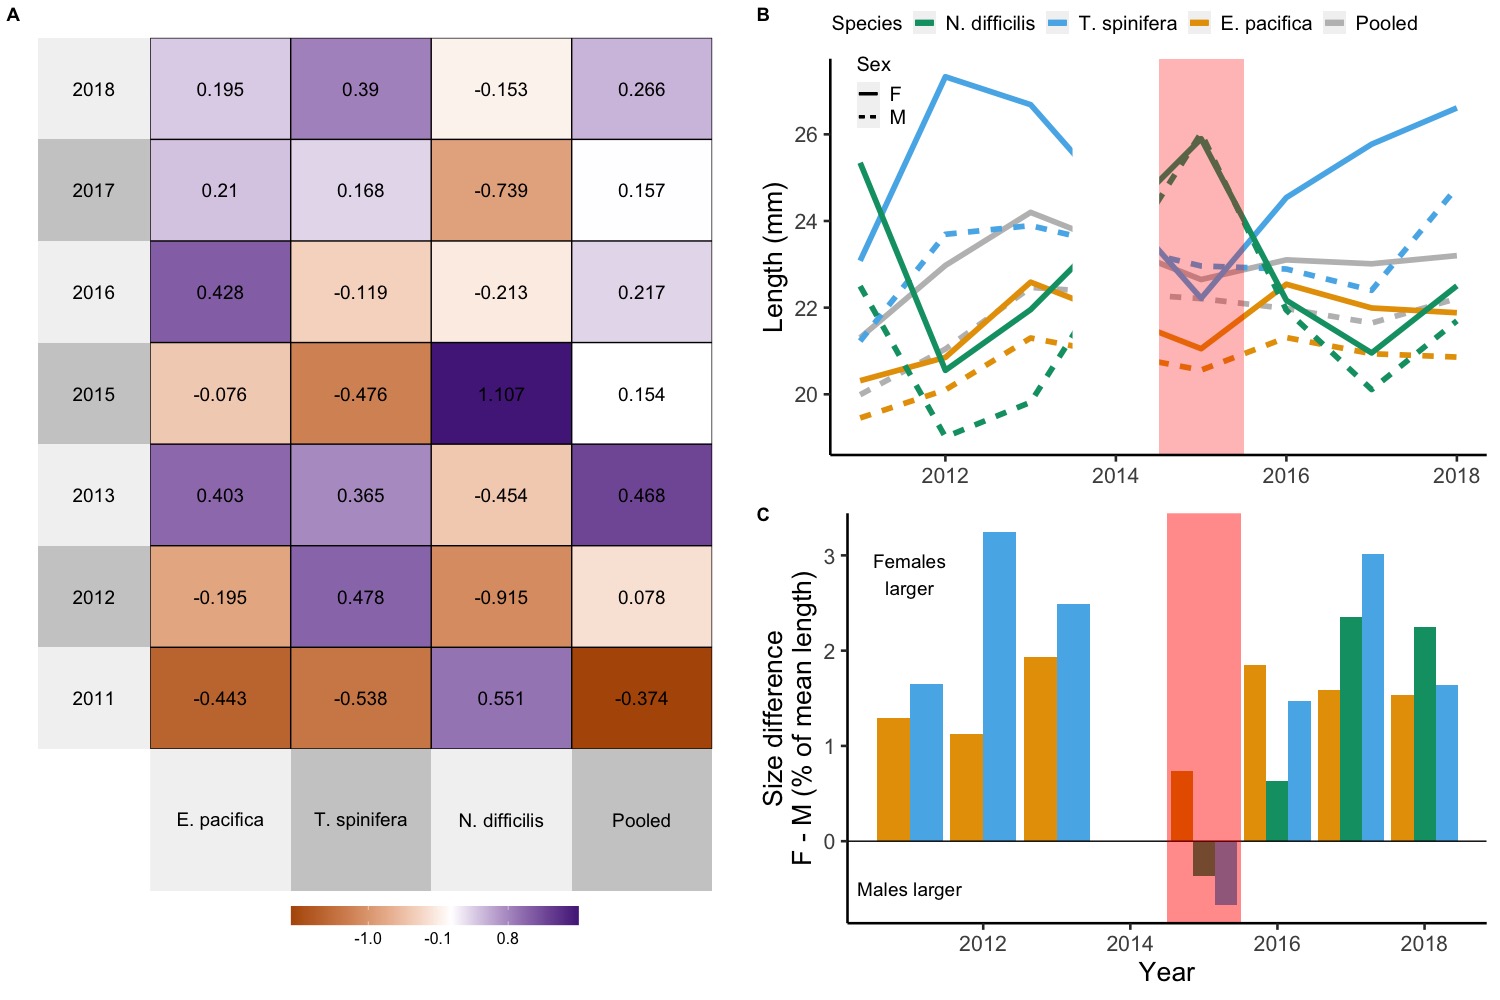 A
2018 0.195 0.39 -0.153 0.266
2017 0.21 0.168 -0.739 0.157
2016 0.428 -0.119 -0.213 0.217
2015 -0.076 -0.476 1.107 0.154
2013 0.403 0.365 -0.454 0.468
2012 -0.195 0.478 -0.915 0.078
2011 -0.443 -0.538 0.551 -0.374
E. pacifica T. spinifera N. difficilis Pooled
-1.0 -0.1 0.8
B
Species N. difficilis T. spinifera E. pacifica Pooled
Sex
F
M
Length (mm)
26
24
22
20
2012 2014 2016 2018
C
Females
larger
Males larger
Size difference
F - M (% of mean length)
3
2
1
0
2012 2014 2016 2018
Year